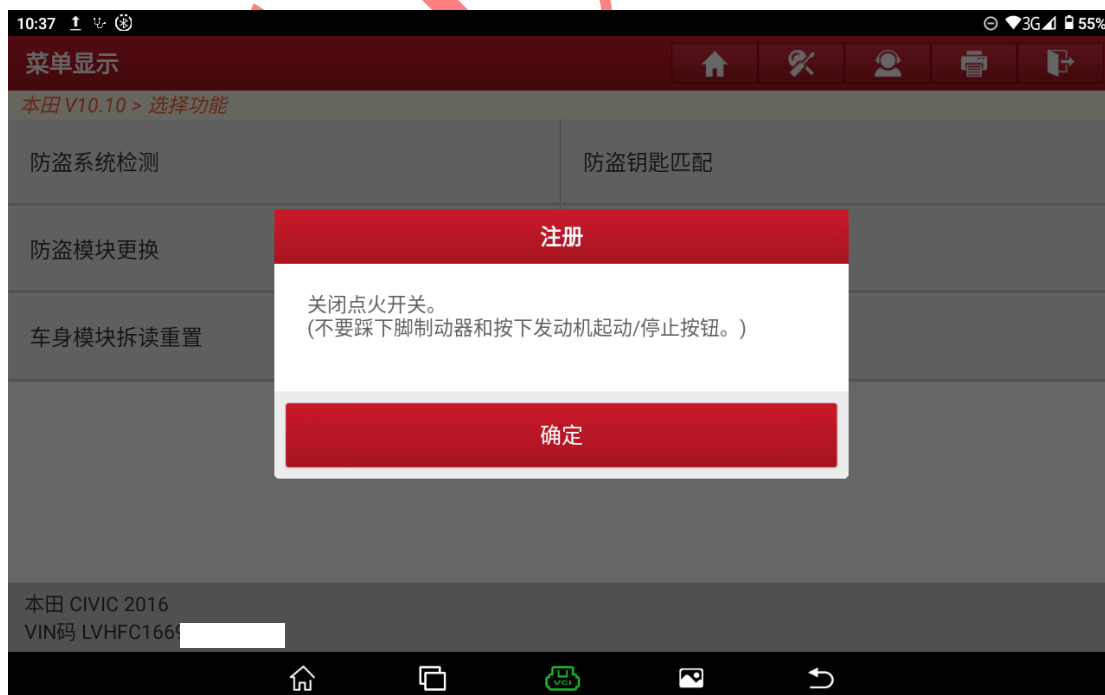 10:37
3G
55%
菜单显示
本田 V10.10 > 选择功能
防盗系统检测
防盗钥匙匹配
防盗模块更换
注册
关闭点火开关。
(不要踩下脚制动器和按下发动机起动/停止按钮。)
车身模块拆读重置
确定
本田 CIVIC 2016
VIN码 LVHFC166
VCI